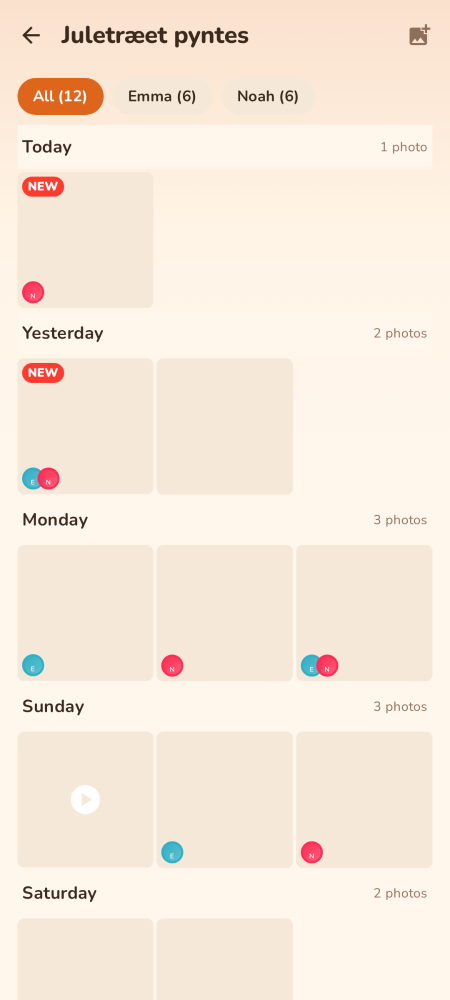 Juletræet pyntes
All (12) Emma (6) Noah (6)
Today 1 photo
NEW
N
Yesterday 2 photos
NEW
E N
Monday 3 photos
E N E N
Sunday 3 photos
E N
Saturday 2 photos